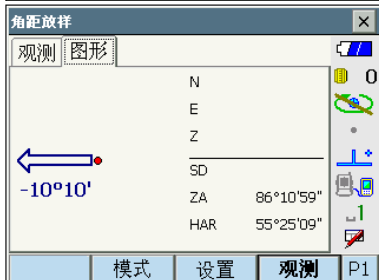 角距放样
观测 图形
N
0
E
Z
SD
-10°10'
ZA 86°10'59"
HAR 55°25'09"
1
模式 设置 观测 P1